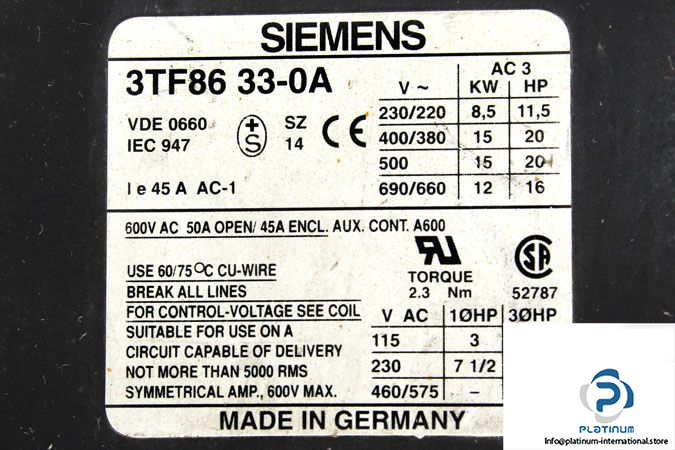 SIEMENS
3TF86 33-0A
VDE 0660
IEC 947
S
SZ
14
CE
Ie 45 A AC-1
V ~ AC 3
KW HP
230/220 8,5 11,5
400/380 15 20
500 15 20
690/660 12 16
600V AC 50A OPEN/ 45A ENCL. AUX. CONT. A600
USE 60/75°C CU-WIRE
BREAK ALL LINES
FOR CONTROL-VOLTAGE SEE COIL
SUITABLE FOR USE ON A
CIRCUIT CAPABLE OF DELIVERY
NOT MORE THAN 5000 RMS
SYMMETRICAL AMP., 600V MAX.
TORQUE
2.3 Nm
SA
52787
V AC 1ØHP 3ØHP
115 3
230 7 1/2
460/575 –
MADE IN GERMANY
PLATINUM
Info@platinum-international.store